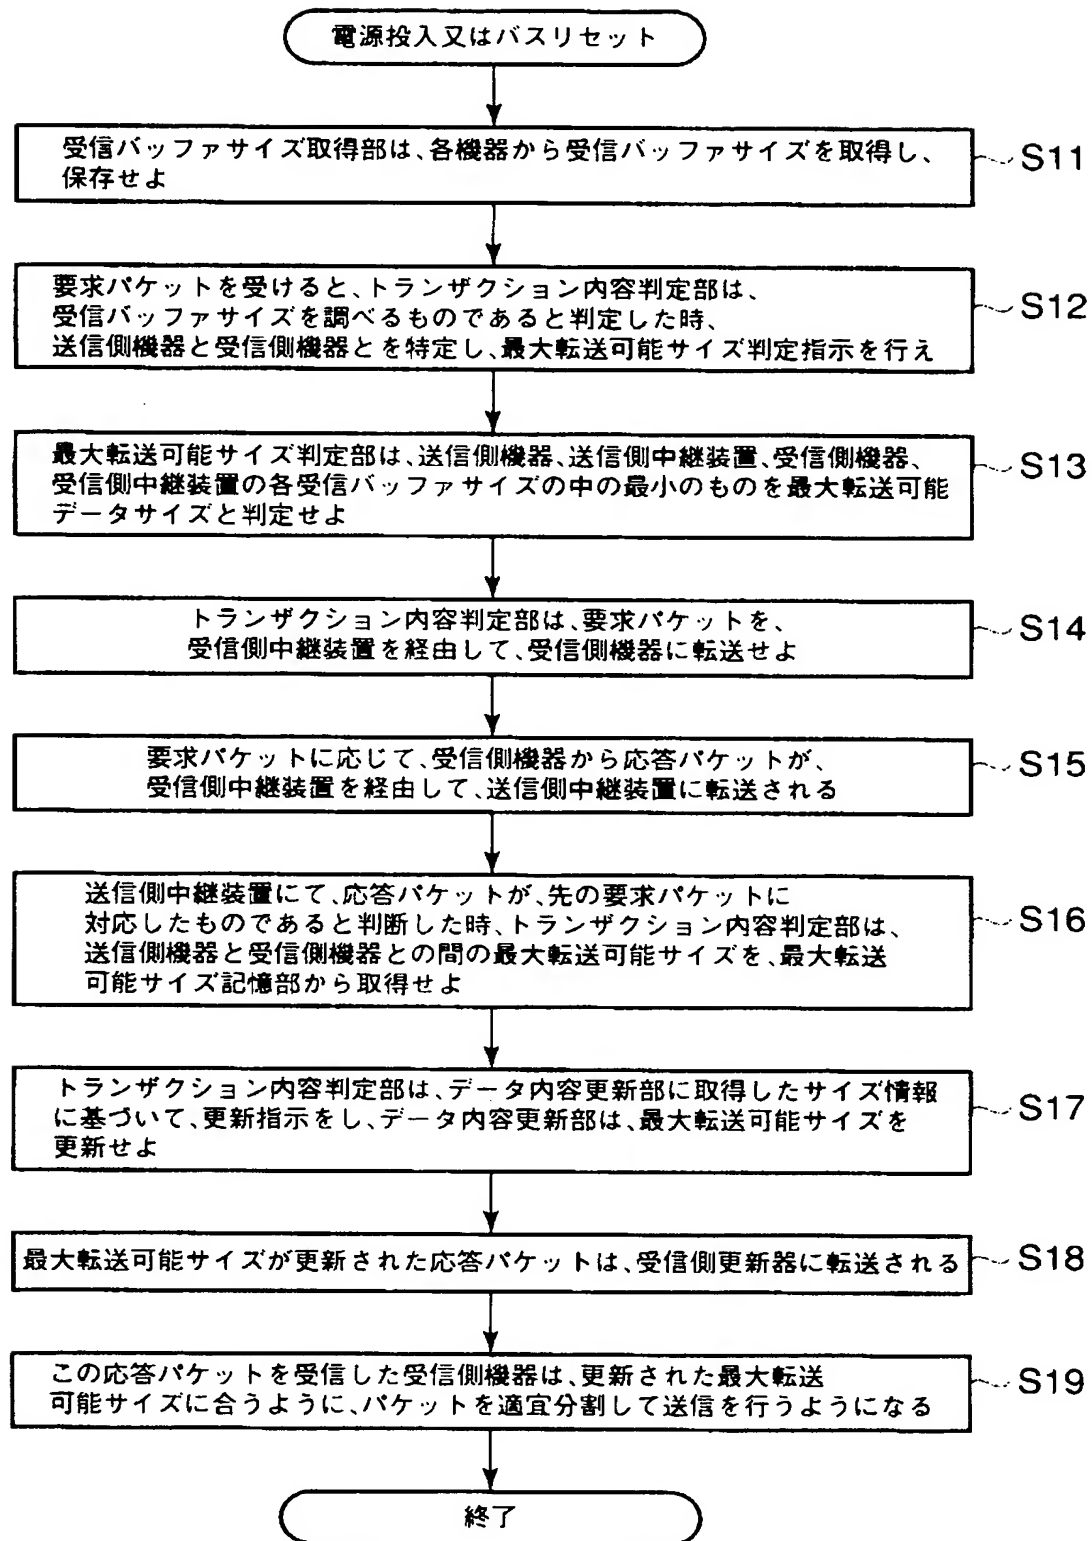 電源投入又はバスリセット
受信バッファサイズ取得部は、各機器から受信バッファサイズを取得し、
保存せよ
S11
要求パケットを受けると、トランザクション内容判定部は、
受信バッファサイズを調べるものであると判定した時、
送信側機器と受信側機器とを特定し、最大転送可能サイズ判定指示を行え
S12
最大転送可能サイズ判定部は、送信側機器、送信側中継装置、受信側機器、
受信側中継装置の各受信バッファサイズの中の最小のものを最大転送可能
データサイズと判定せよ
S13
トランザクション内容判定部は、要求パケットを、
受信側中継装置を経由して、受信側機器に転送せよ
S14
要求パケットに応じて、受信側機器から応答パケットが、
受信側中継装置を経由して、送信側中継装置に転送される
S15
送信側中継装置にて、応答パケットが、先の要求パケットに
対応したものであると判断した時、トランザクション内容判定部は、
送信側機器と受信側機器との間の最大転送可能サイズを、最大転送
可能サイズ記憶部から取得せよ
S16
トランザクション内容判定部は、データ内容更新部に取得したサイズ情報
に基づいて、更新指示をし、データ内容更新部は、最大転送可能サイズを
更新せよ
S17
最大転送可能サイズが更新された応答パケットは、受信側更新器に転送される
S18
この応答パケットを受信した受信側機器は、更新された最大転送
可能サイズに合うように、パケットを適宜分割して送信を行うようになる
S19
終了